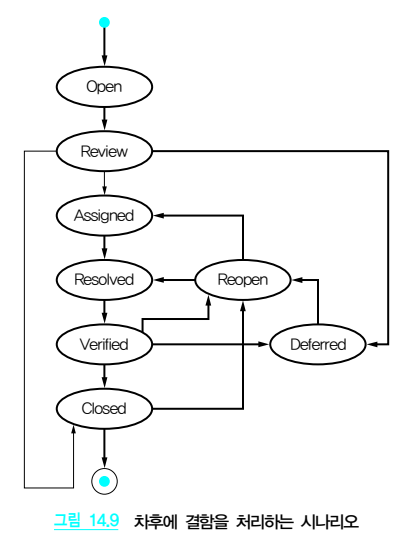 Open
Review
Assigned
Resolved
Reopen
Verified
Deferred
Closed
그림 14.9 차후에 결함을 처리하는 시나리오